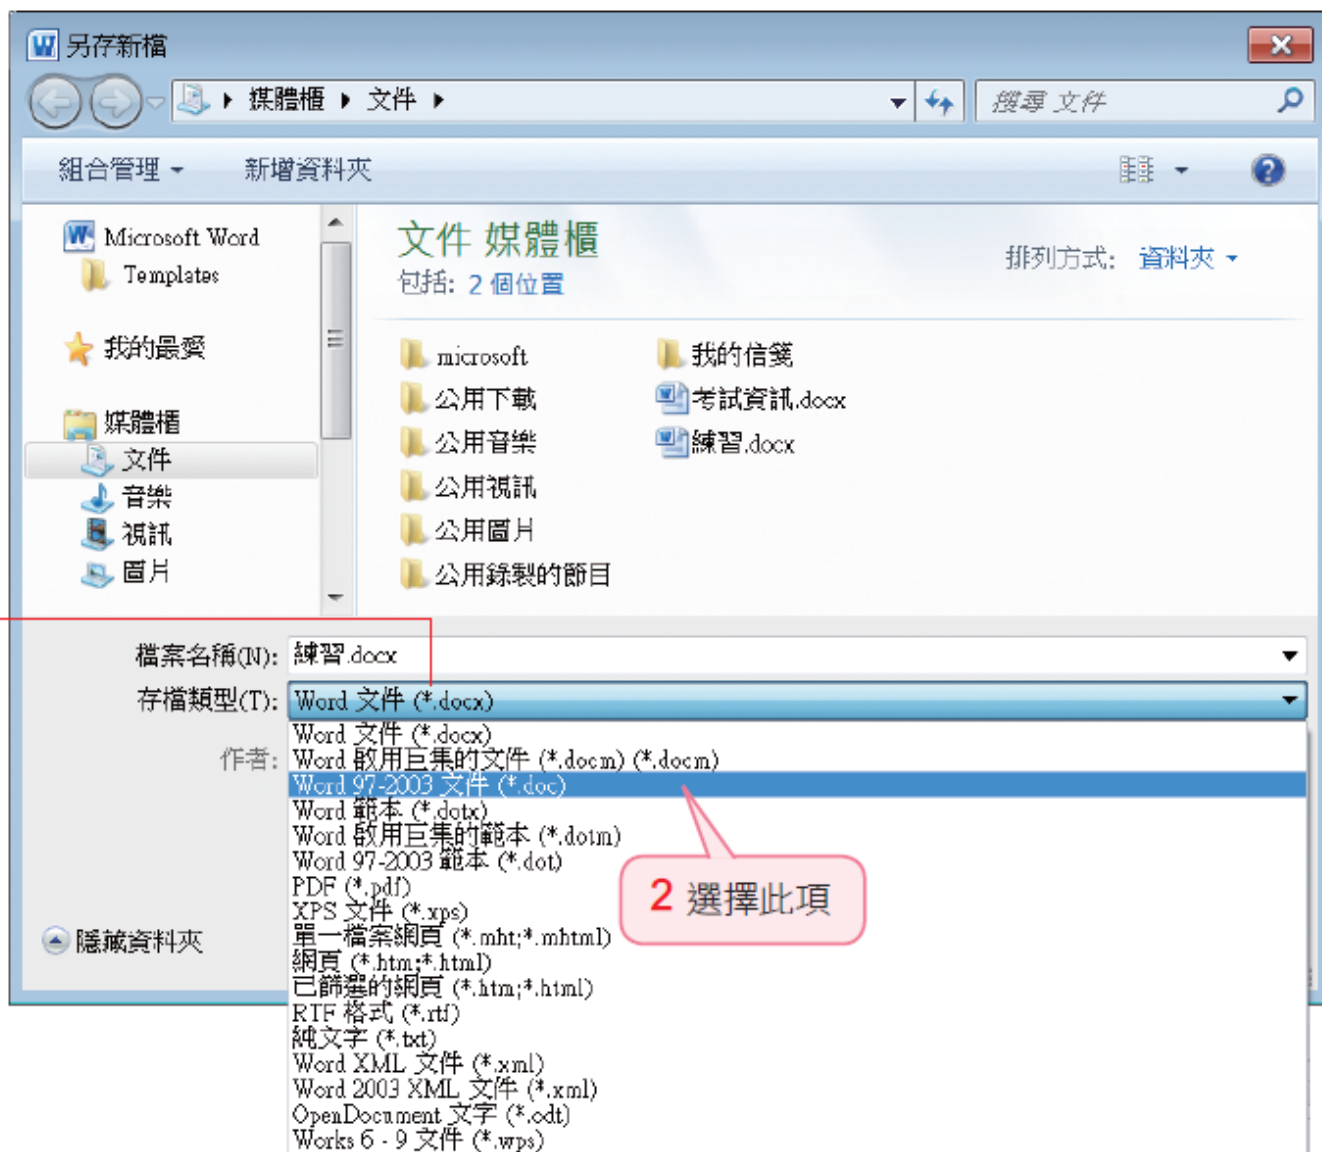 另存新檔
媒體櫃 文件
搜尋 文件
組合管理 新增資料夾
Microsoft Word
Templates
我的最愛
媒體櫃
文件
音樂
視訊
圖片
文件 媒體櫃
包括: 2 個位置
排列方式: 資料夾
microsoft
公用下載
公用音樂
公用視訊
公用圖片
公用錄製的節目
我的信箋
考試資訊.docx
練習.docx
檔案名稱(N): 練習.docx
存檔類型(T): Word 文件 (*.docx)
作者:
Word 文件 (*.docx)
Word 啟用巨集的文件 (*.docm) (*.docm)
Word 97-2003 文件 (*.doc)
Word 範本 (*.dotx)
Word 啟用巨集的範本 (*.dotm)
Word 97-2003 範本 (*.dot)
PDF (*.pdf)
XPS 文件 (*.xps)
單一檔案網頁 (*.mht;*.mhtml)
網頁 (*.htm;*.html)
已篩選的網頁 (*.htm;*.html)
RTF 格式 (*.rtf)
純文字 (*.txt)
Word XML 文件 (*.xml)
Word 2003 XML 文件 (*.xml)
OpenDocument 文字 (*.odt)
Works 6 - 9 文件 (*.wps)
2 選擇此項
隱藏資料夾